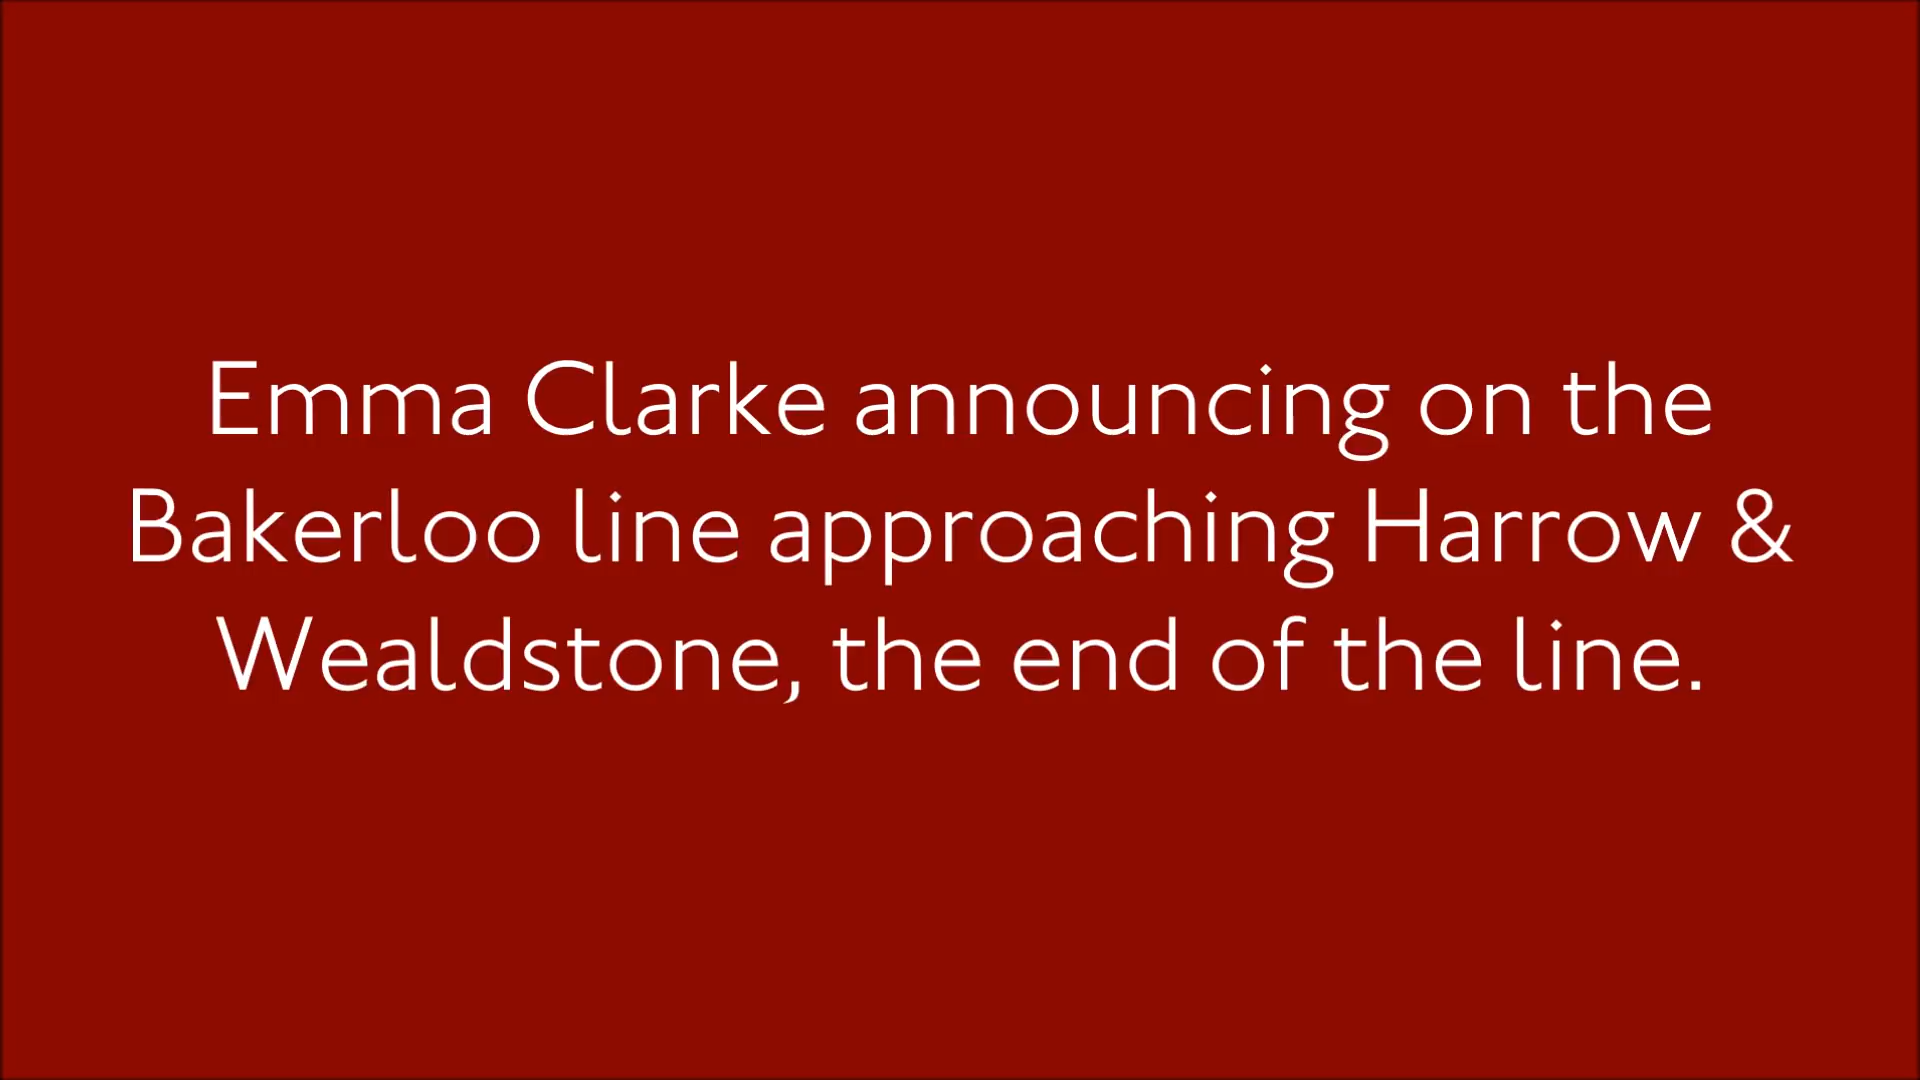 Emma Clarke announcing on the
Bakerloo line approaching Harrow &
Wealdstone, the end of the line.